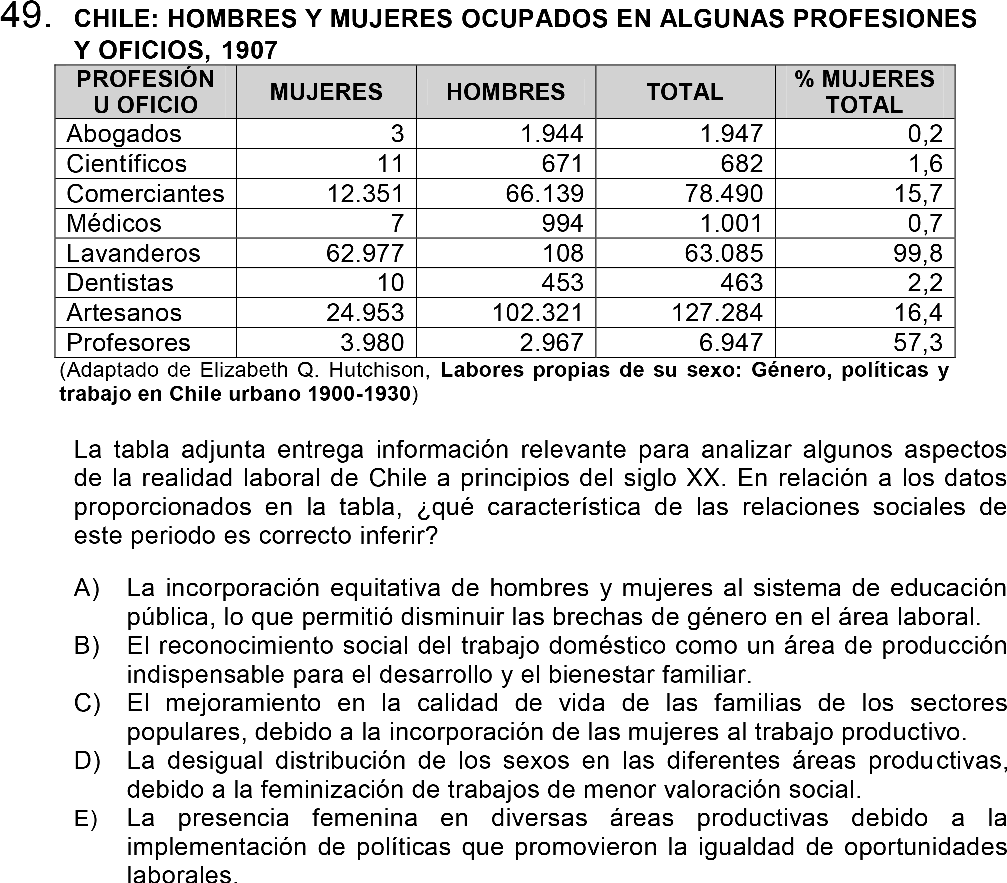 49. CHILE: HOMBRES Y MUJERES OCUPADOS EN ALGUNAS PROFESIONES
Y OFICIOS, 1907
PROFESIÓN U OFICIO MUJERES HOMBRES TOTAL % MUJERES TOTAL
Abogados 3 1.944 1.947 0,2
Científicos 11 671 682 1,6
Comerciantes 12.351 66.139 78.490 15,7
Médicos 7 994 1.001 0,7
Lavanderos 62.977 108 63.085 99,8
Dentistas 10 453 463 2,2
Artesanos 24.953 102.321 127.284 16,4
Profesores 3.980 2.967 6.947 57,3
(Adaptado de Elizabeth Q. Hutchison, Labores propias de su sexo: Género, políticas y
trabajo en Chile urbano 1900-1930)
La tabla adjunta entrega información relevante para analizar algunos aspectos
de la realidad laboral de Chile a principios del siglo XX. En relación a los datos
proporcionados en la tabla, ¿qué característica de las relaciones sociales de
este periodo es correcto inferir?
A) La incorporación equitativa de hombres y mujeres al sistema de educación
pública, lo que permitió disminuir las brechas de género en el área laboral.
B) El reconocimiento social del trabajo doméstico como un área de producción
indispensable para el desarrollo y el bienestar familiar.
C) El mejoramiento en la calidad de vida de las familias de los sectores
populares, debido a la incorporación de las mujeres al trabajo productivo.
D) La desigual distribución de los sexos en las diferentes áreas productivas,
debido a la feminización de trabajos de menor valoración social.
E) La presencia femenina en diversas áreas productivas debido a la
implementación de políticas que promovieron la igualdad de oportunidades
laborales.